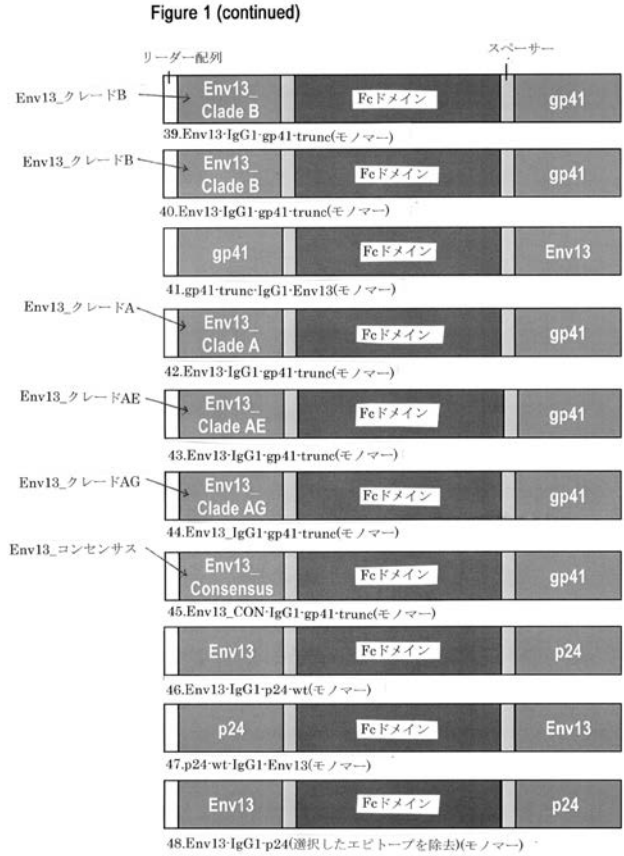 Figure 1 (continued)
リーダー配列
スペーサー
Env13_クレードB
Env13_
Clade B
Fcドメイン
gp41
39.Env13-IgG1-gp41-trunc(モノマー)
Env13_クレードB
Env13_
Clade B
Fcドメイン
gp41
40.Env13-IgG1-gp41-trunc(モノマー)
gp41
Fcドメイン
Env13
41.gp41-trunc-IgG1-Env13(モノマー)
Env13_クレードA
Env13_
Clade A
Fcドメイン
gp41
42.Env13-IgG1-gp41-trunc(モノマー)
Env13_クレードAE
Env13_
Clade AE
Fcドメイン
gp41
43.Env13-IgG1-gp41-trunc(モノマー)
Env13_クレードAG
Env13_
Clade AG
Fcドメイン
gp41
44.Env13_IgG1-gp41-trunc(モノマー)
Env13_コンセンサス
Env13_
Consensus
Fcドメイン
gp41
45.Env13_CON-IgG1-gp41-trunc(モノマー)
Env13
Fcドメイン
p24
46.Env13-IgG1-p24-wt(モノマー)
p24
Fcドメイン
Env13
47.p24-wt-IgG1-Env13(モノマー)
Env13
Fcドメイン
p24
48.Env13-IgG1-p24(選択したエピトープを除去)(モノマー)